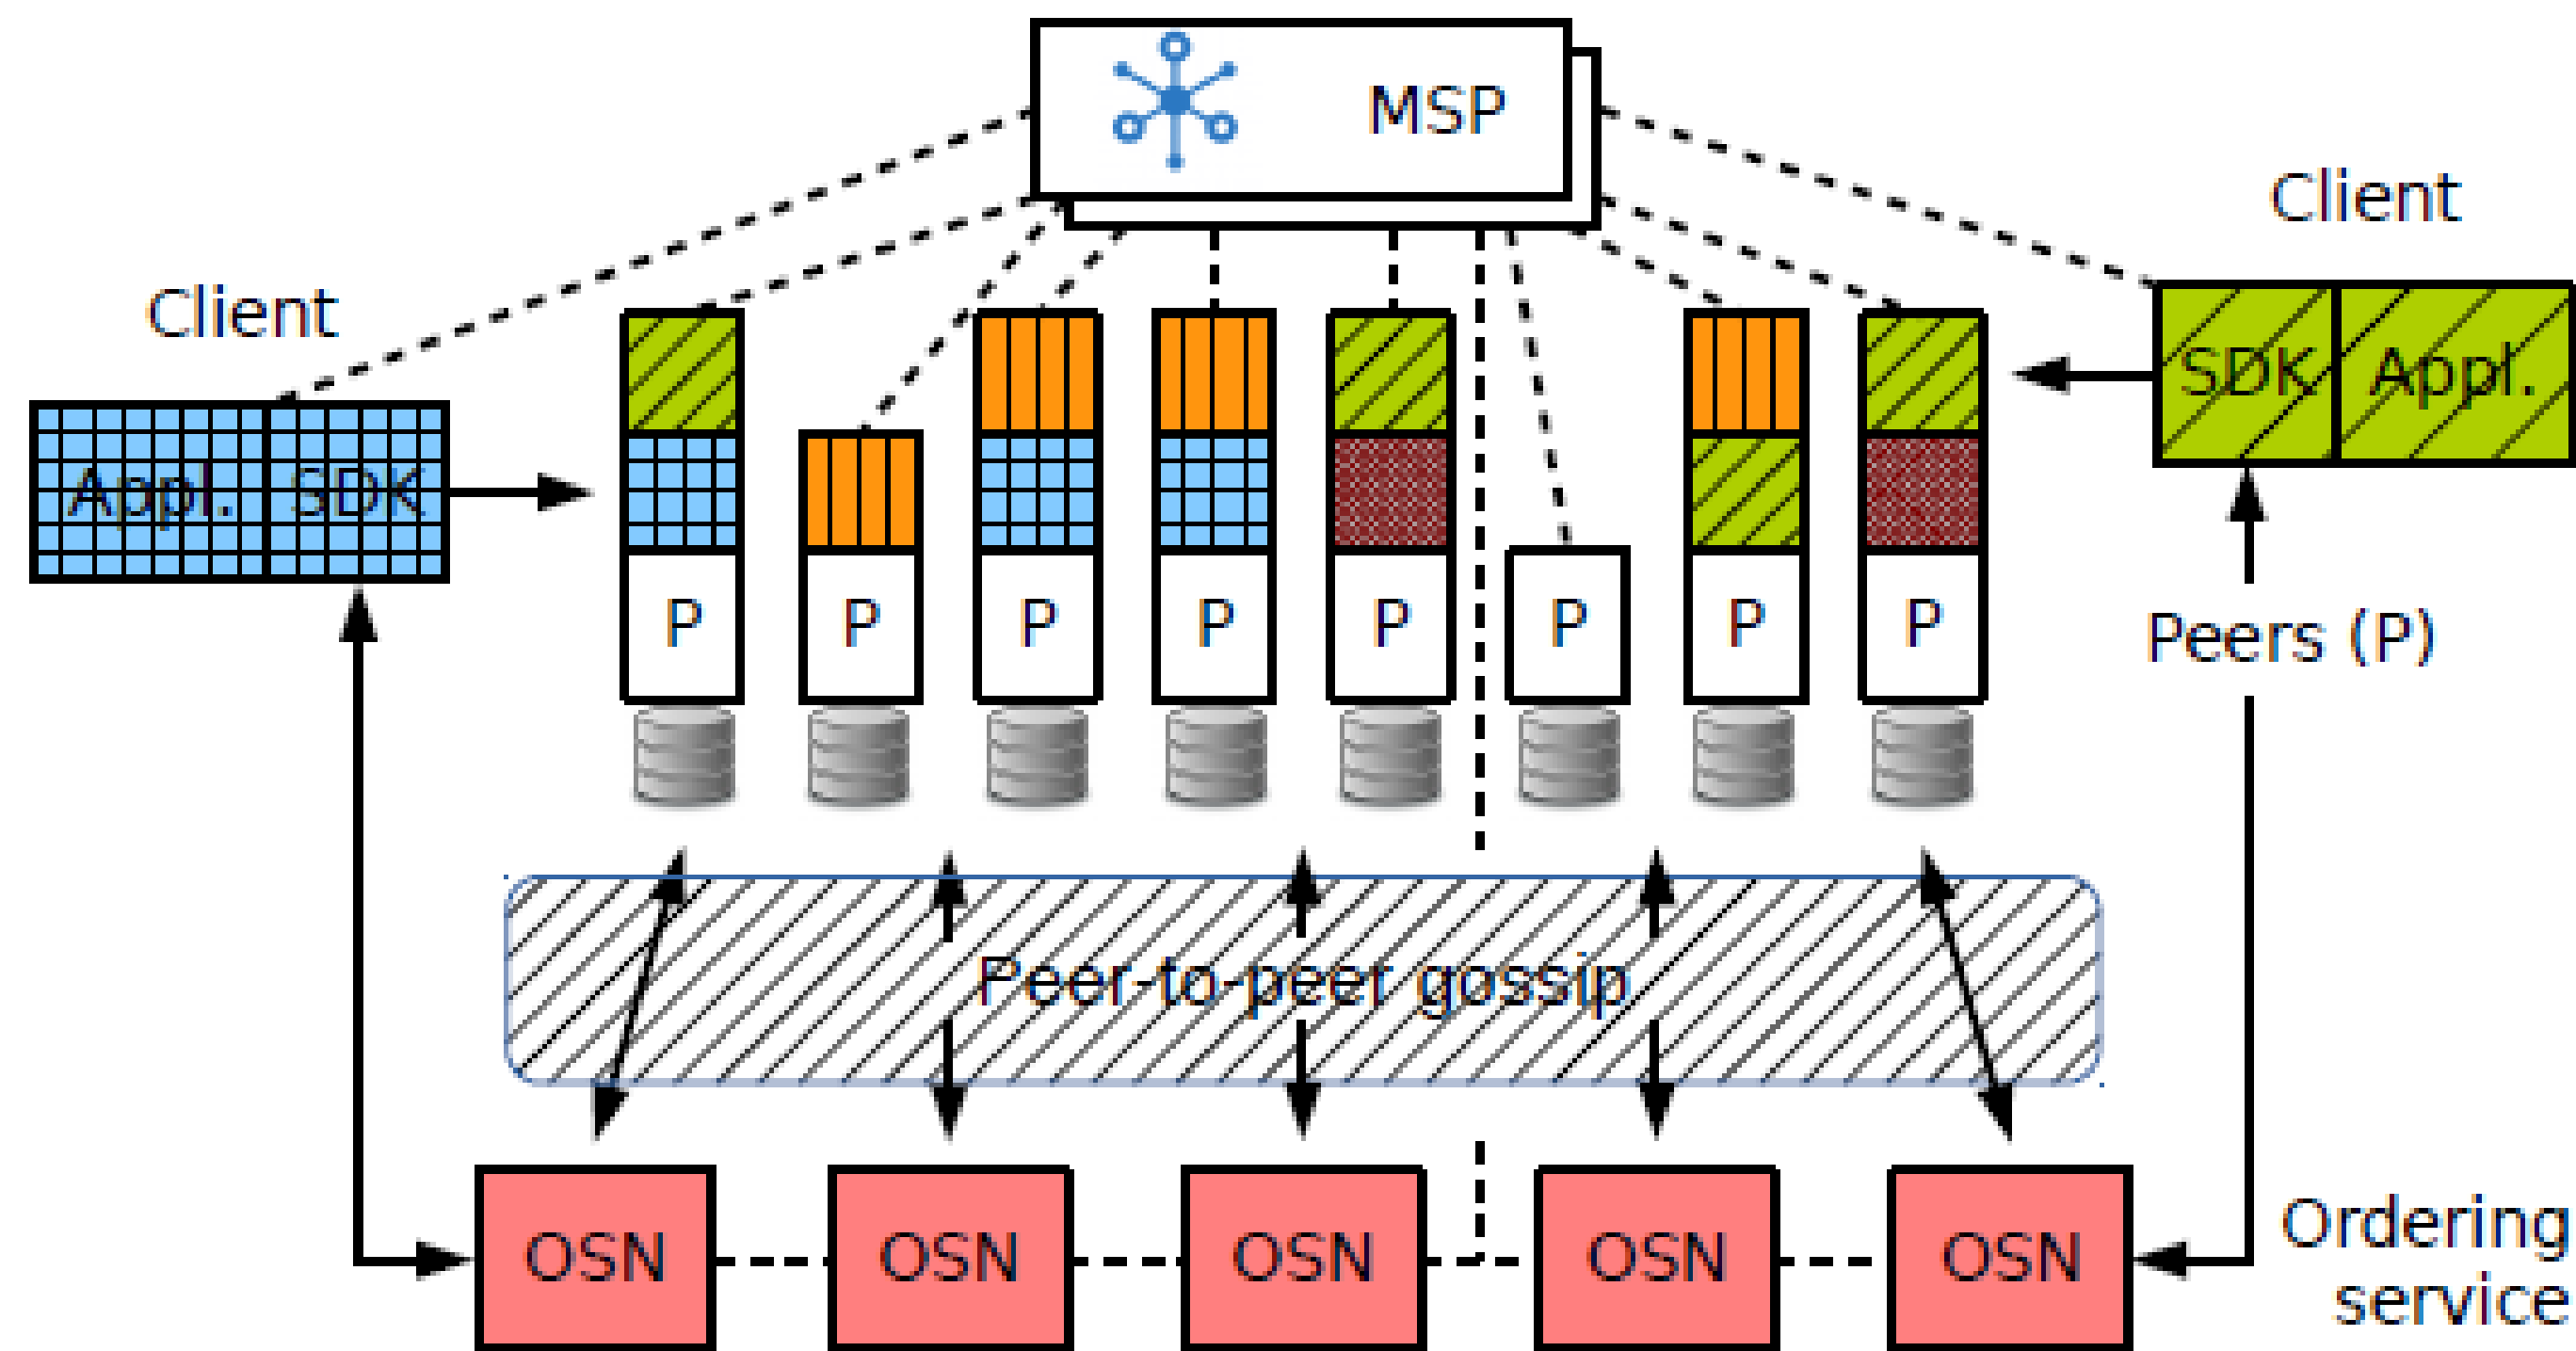 MSP
Client
Client
SDK Appl.
Appl. SDK
P P P P P P P P
Peers (P)
Peer-to-peer gossip
OSN OSN OSN OSN OSN
Ordering
service